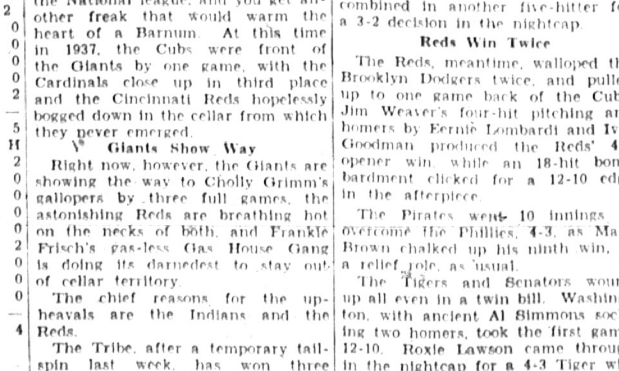 the National league, and you get an-
other freak that would warm the
heart of a Barnum. At this time
in 1937, the Cubs were front of
the Giants by one game, with the
Cardinals close up in third place
and the Cincinnati Reds hopelessly
bogged down in the cellar from which
they never emerged.
Giants Show Way
Right now, however, the Giants are
showing the way to Cholly Grimm's
gallopers by three full games, the
astonishing Reds are breathing hot
on the necks of both, and Frankie
Frisch's gas-less Gas House Gang
is doing its darnedest to stay out
of cellar territory.
The chief reasons for the up-
heavals are the Indians and the
Reds.
The Tribe, after a temporary tail-
spin last week, has won three
combined in another five-hitter f
a 3-2 decision in the nightcap.
Reds Win Twice
The Reds, meantime, walloped th
Brooklyn Dodgers twice, and pulle
up to one game back of the Cub
Jim Weaver's four-hit pitching an
homers by Eernie Lombardi and Iv
Goodman produced the Reds' 4
opener win, while an 18-hit bom
bardment clicked for a 12-10 ed
in the afterpiece.
The Pirates went 10 innings
overcome the Phillies, 4-3, as Ma
Brown chalked up his ninth win,
a relief role, as usual.
The Tigers and Senators woun
up all even in a twin bill. Washin
ton, with ancient Al Simmons soc
ing two homers, took the first gam
12-10. Roxie Lawson came throug
in the nightcap for a 4-3 Tiger w
2
0
0
0
0
0
2
5
H
2
0
0
0
0
2
0
0
0
4